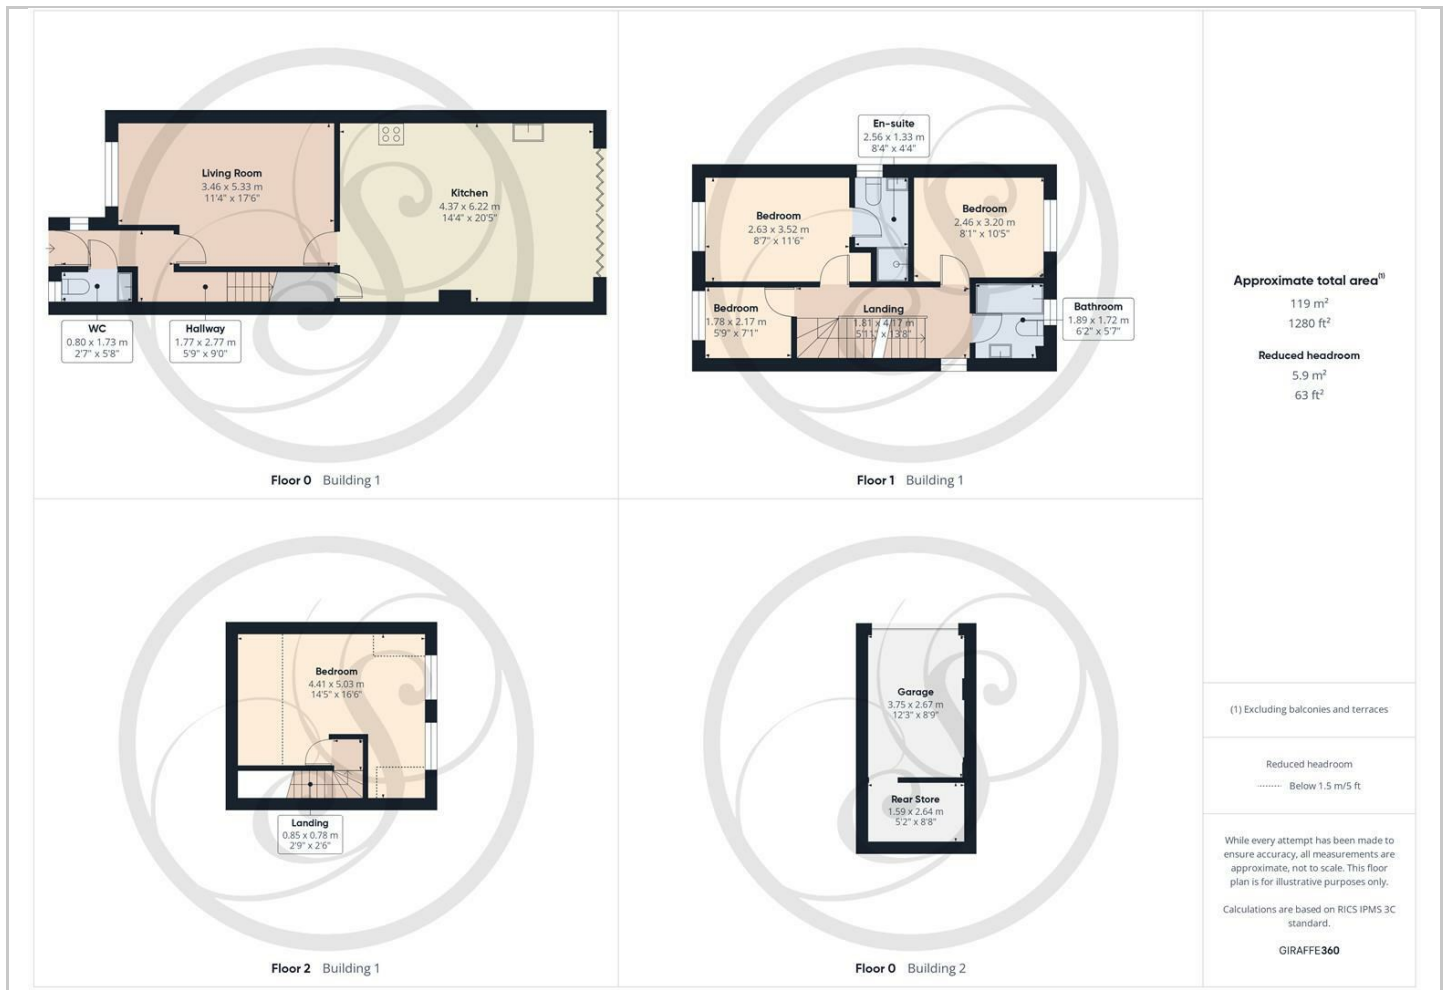 Living Room
3.46 x 5.33 m
11'4" x 17'6"
Kitchen
4.37 x 6.22 m
14'4" x 20'5"
WC
0.80 x 1.73 m
2'7" x 5'8"
Hallway
1.77 x 2.77 m
5'9" x 9'0"
Floor 0 Building 1
En-suite
2.56 x 1.33 m
8'4" x 4'4"
Bedroom
2.63 x 3.52 m
8'7" x 11'6"
Bedroom
2.46 x 3.20 m
8'1" x 10'5"
Bedroom
1.78 x 2.17 m
5'9" x 7'1"
Landing
1.81 x 4.17 m
5'11" x 13'8"
Bathroom
1.89 x 1.72 m
6'2" x 5'7"
Floor 1 Building 1
Bedroom
4.41 x 5.03 m
14'5" x 16'6"
Landing
0.85 x 0.78 m
2'9" x 2'6"
Floor 2 Building 1
Garage
3.75 x 2.67 m
12'3" x 8'9"
Rear Store
1.59 x 2.64 m
5'2" x 8'8"
Floor 0 Building 2
Approximate total area(1)
119 m²
1280 ft²
Reduced headroom
5.9 m²
63 ft²
(1) Excluding balconies and terraces
Reduced headroom
Below 1.5 m/5 ft
While every attempt has been made to
ensure accuracy, all measurements are
approximate, not to scale. This floor
plan is for illustrative purposes only.
Calculations are based on RICS IPMS 3C
standard.
GIRAFFE360